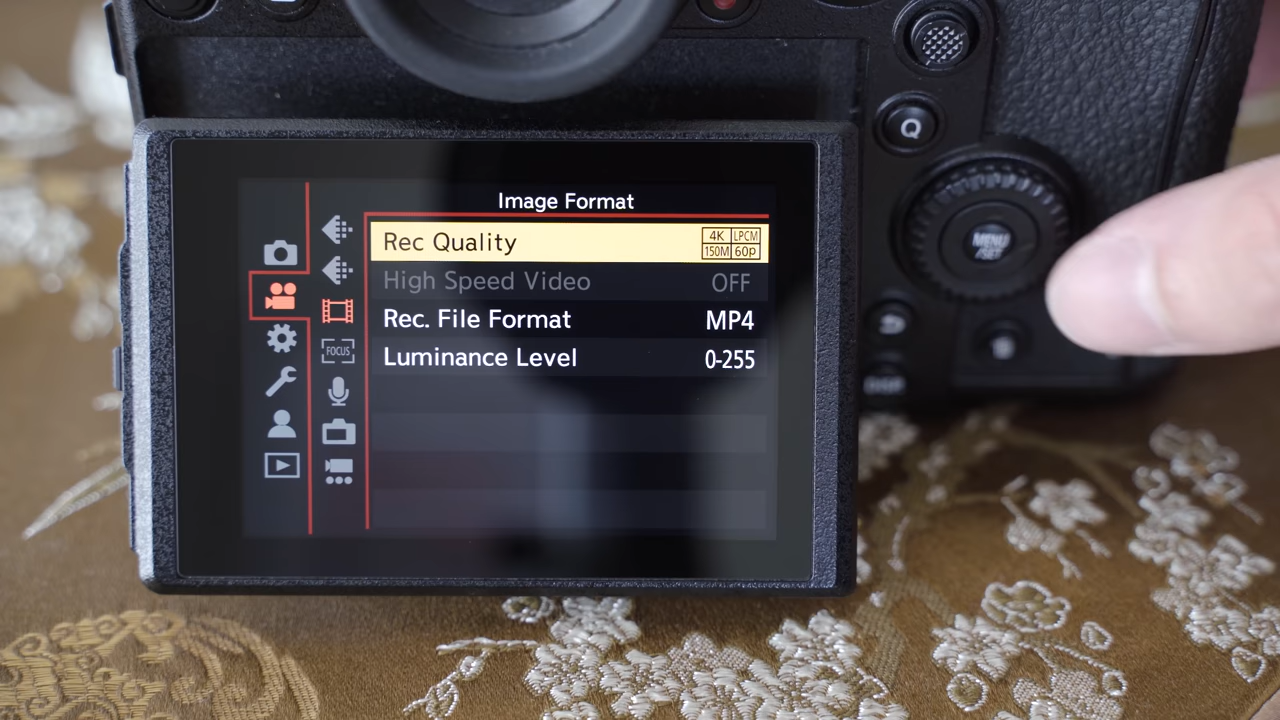 Image Format
Rec Quality 4K LPCM 150M 60p
High Speed Video OFF
Rec. File Format MP4
Luminance Level 0-255
FOCUS
Q
MENU
/SET